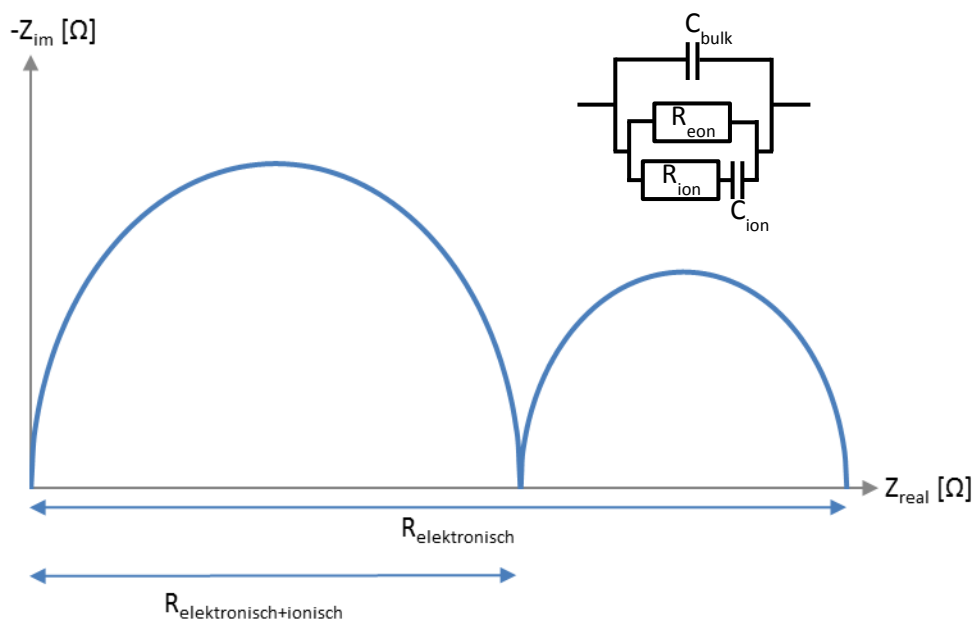 -Z_im [Ω]
C_bulk
R_eon
R_ion
C_ion
Z_real [Ω]
R_elektronisch
R_elektronisch+ionisch